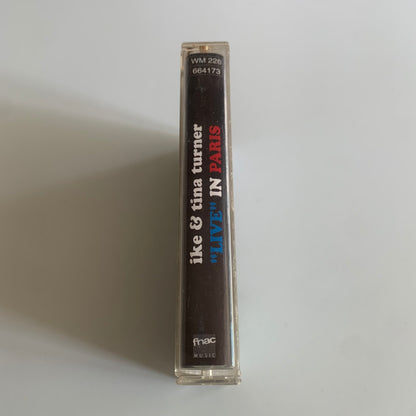 WM 226
664173
ike & tina turner
"LIVE" IN PARIS
fnac
MUSIC